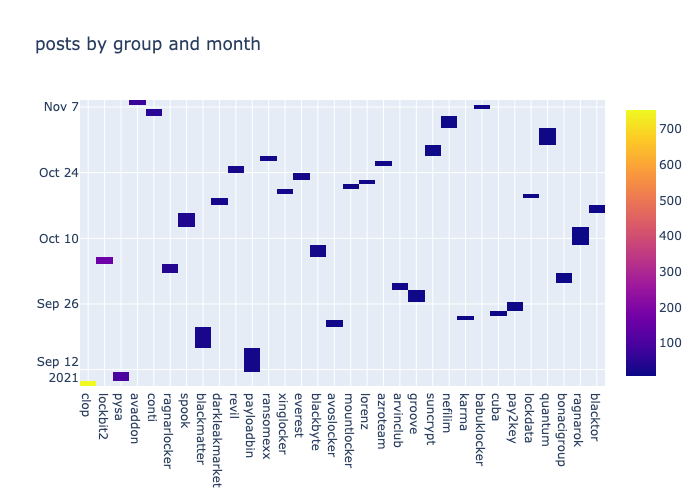 posts by group and month
Nov 7
Oct 24
Oct 10
Sep 26
Sep 12
2021
700
600
500
400
300
200
100
clop
lockbit2
pysa
avaddon
conti
ragnarlocker
spook
blackmatter
darkleakmarket
revil
payloadbin
ransomexx
xinglocker
everest
blackbyte
avoslocker
mountlocker
lorenz
azroteam
arvinclub
groove
suncrypt
nefilim
karma
babuklocker
cuba
pay2key
lockdata
quantum
bonacigroup
ragnarok
blacktor